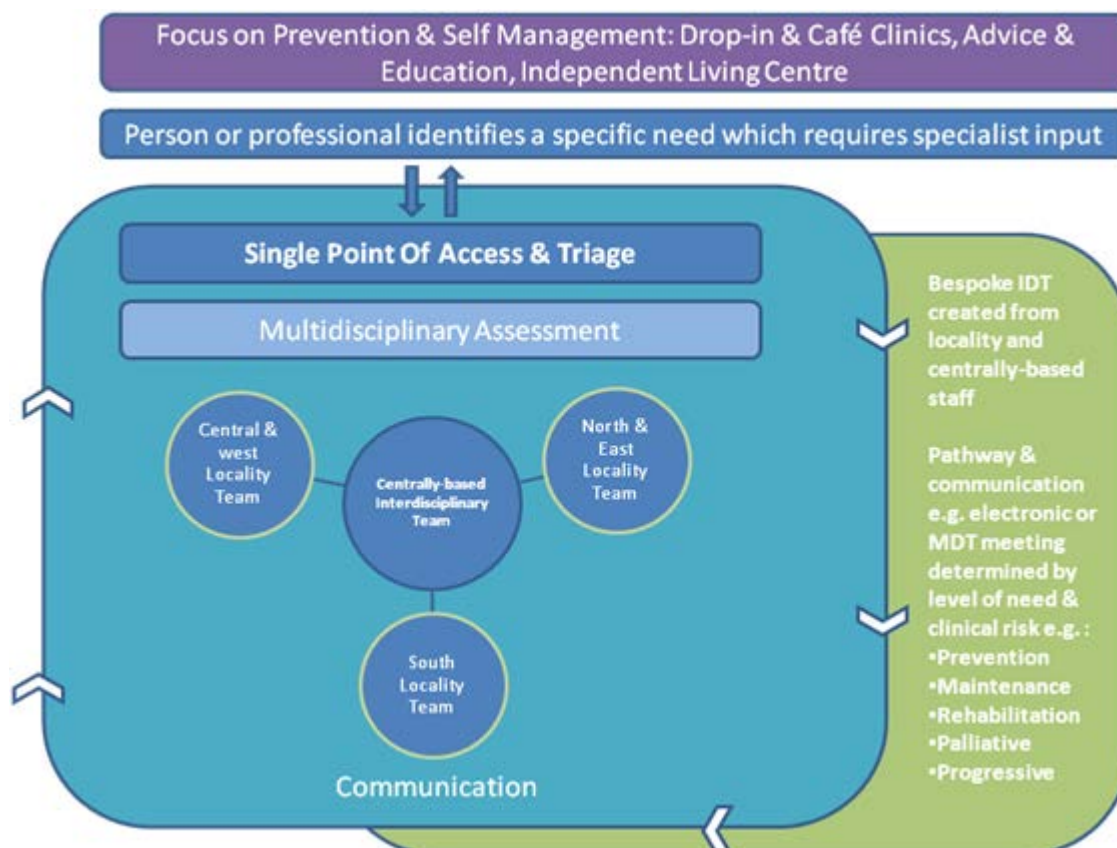 Focus on Prevention & Self Management: Drop-in & Café Clinics, Advice &
Education, Independent Living Centre
Person or professional identifies a specific need which requires specialist input
Single Point Of Access & Triage
Multidisciplinary Assessment
Central &
west
Locality
Team
Centrally-based
Interdisciplinary
Team
North &
East
Locality
Team
South
Locality
Team
Communication
Bespoke IDT
created from
locality and
centrally-based
staff
Pathway &
communication
e.g. electronic or
MDT meeting
determined by
level of need &
clinical risk e.g. :
•Prevention
•Maintenance
•Rehabilitation
•Palliative
•Progressive